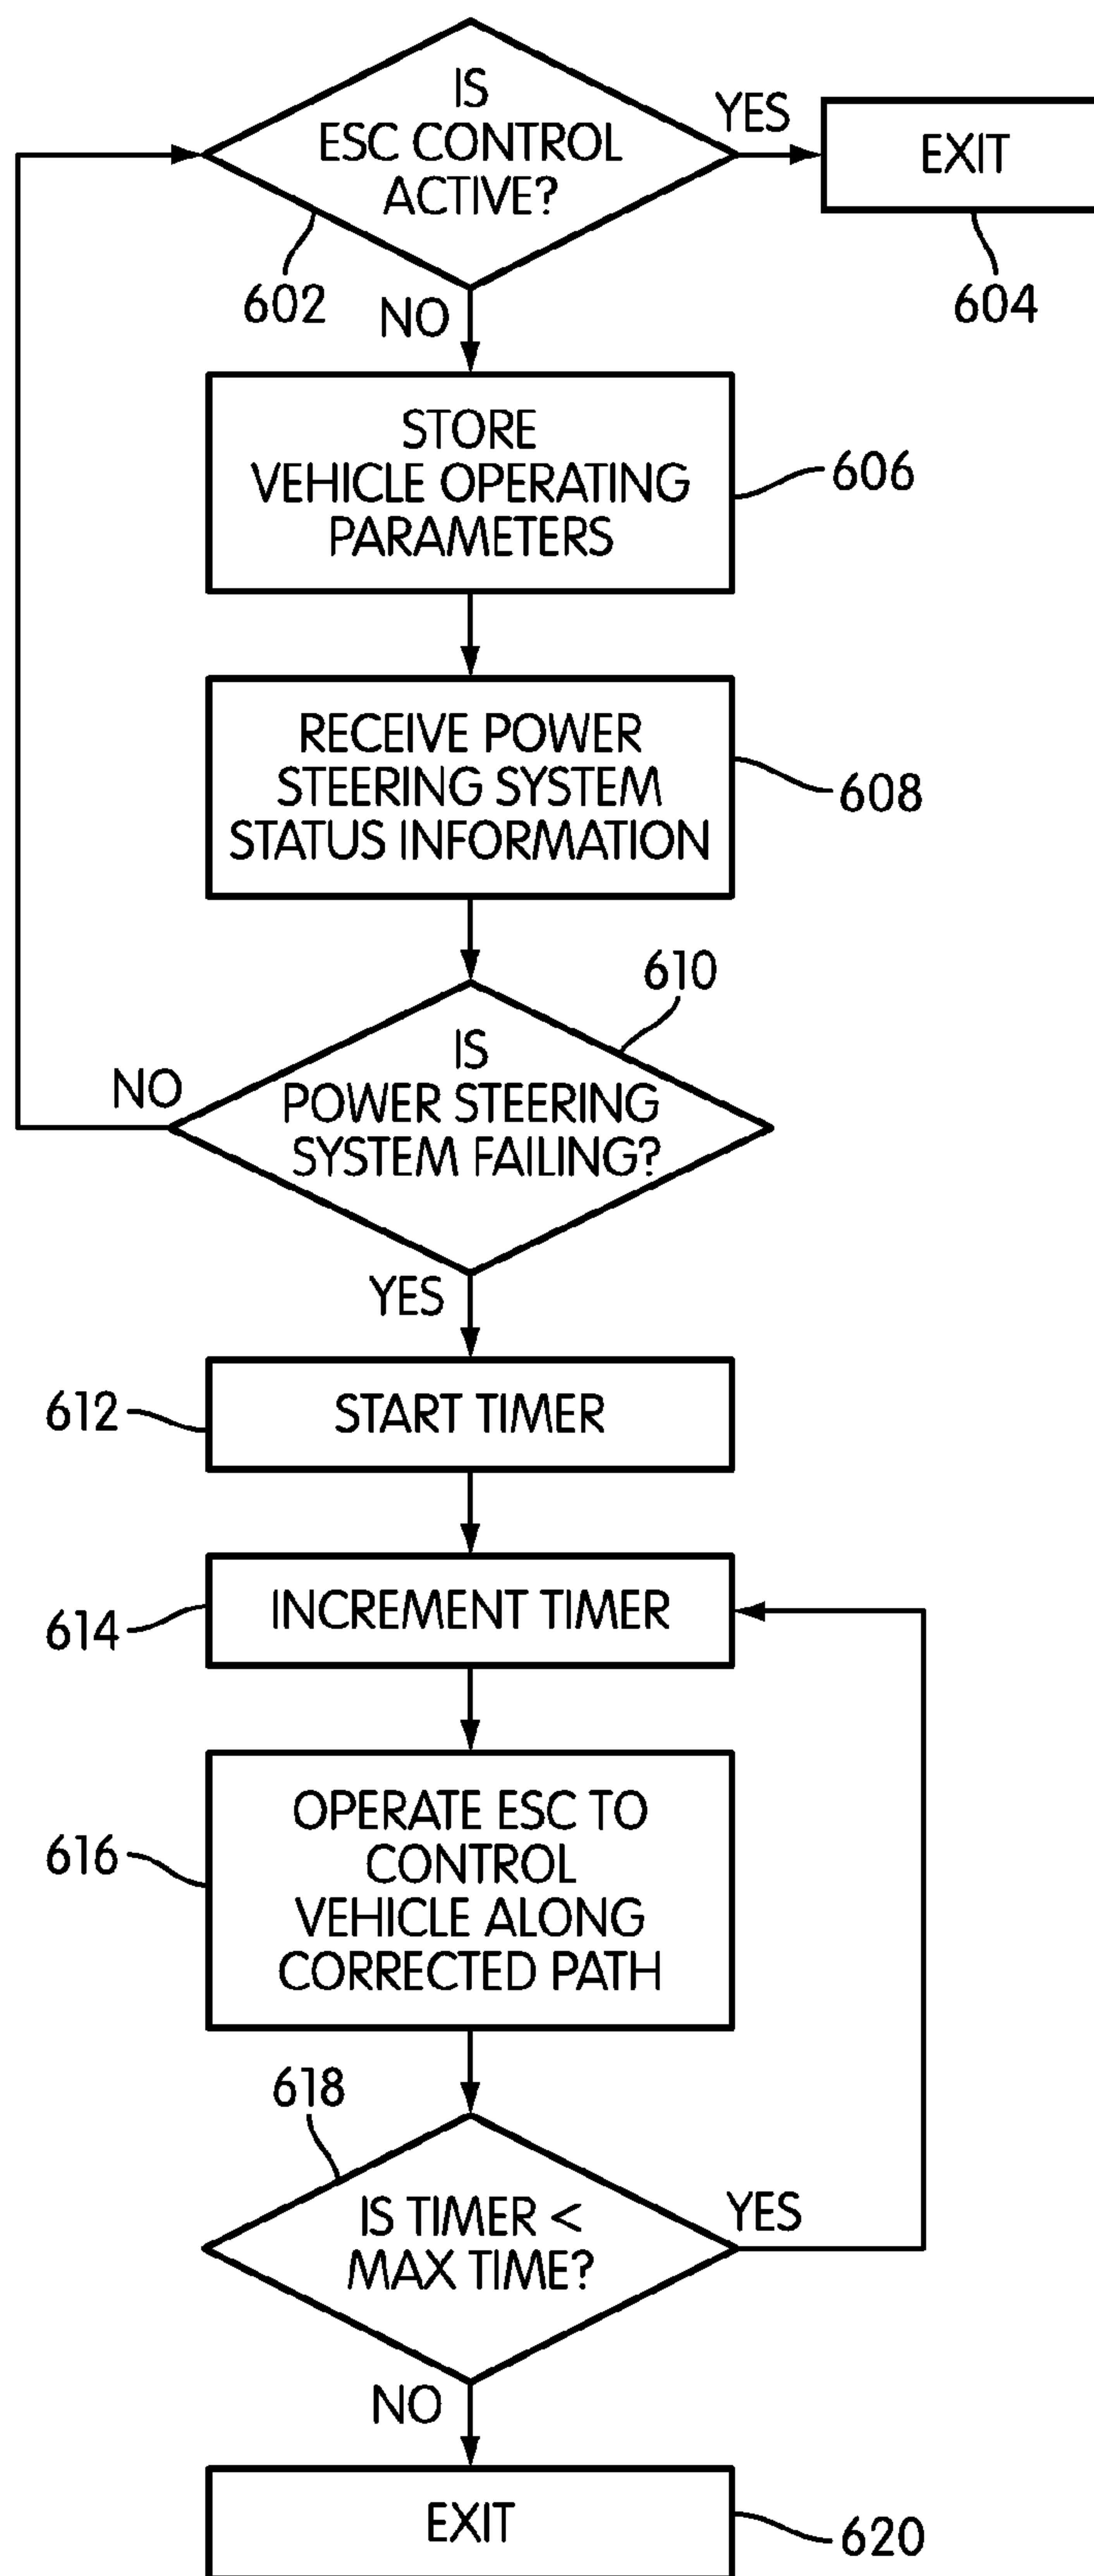 IS
ESC CONTROL
ACTIVE?
YES
EXIT
602
604
NO
STORE
VEHICLE OPERATING
PARAMETERS
606
RECEIVE POWER
STEERING SYSTEM
STATUS INFORMATION
608
610
IS
POWER STEERING
SYSTEM FAILING?
NO
YES
612
START TIMER
614
INCREMENT TIMER
616
OPERATE ESC TO
CONTROL
VEHICLE ALONG
CORRECTED PATH
618
IS TIMER <
MAX TIME?
YES
NO
EXIT
620